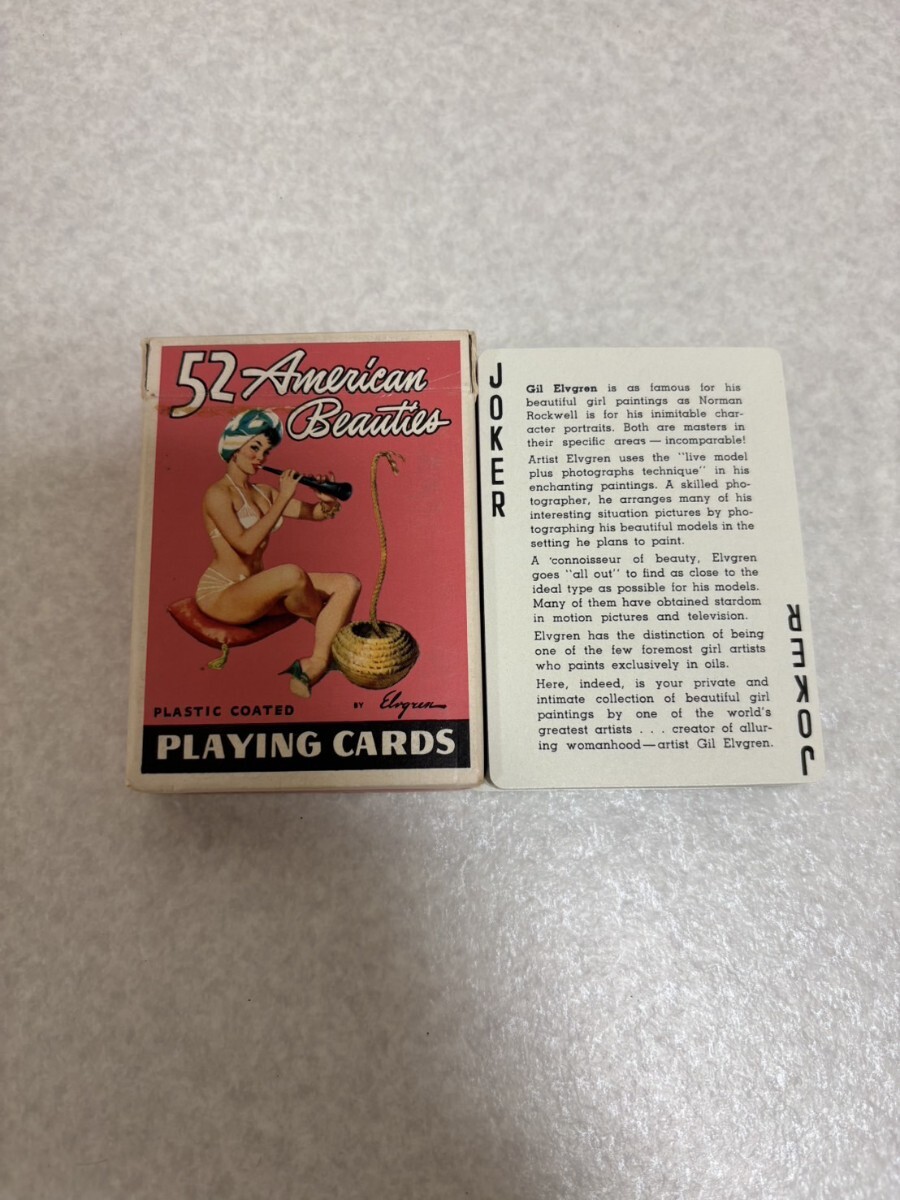 52 American
Beauties
PLASTIC COATED
BY Elvgren
PLAYING CARDS
JOKER
Gil Elvgren is as famous for his
beautiful girl paintings as Norman
Rockwell is for his inimitable char-
acter portraits. Both are masters in
their specific areas — incomparable!
Artist Elvgren uses the "live model
plus photographs technique" in his
enchanting paintings. A skilled pho-
tographer, he arranges many of his
interesting situation pictures by pho-
tographing his beautiful models in the
setting he plans to paint.
A connoisseur of beauty, Elvgren
goes "all out" to find as close to the
ideal type as possible for his models.
Many of them have obtained stardom
in motion pictures and television.
Elvgren has the distinction of being
one of the few foremost girl artists
who paints exclusively in oils.
Here, indeed, is your private and
intimate collection of beautiful girl
paintings by one of the world's
greatest artists . . . creator of allur-
ing womanhood—artist Gil Elvgren.
JOKER